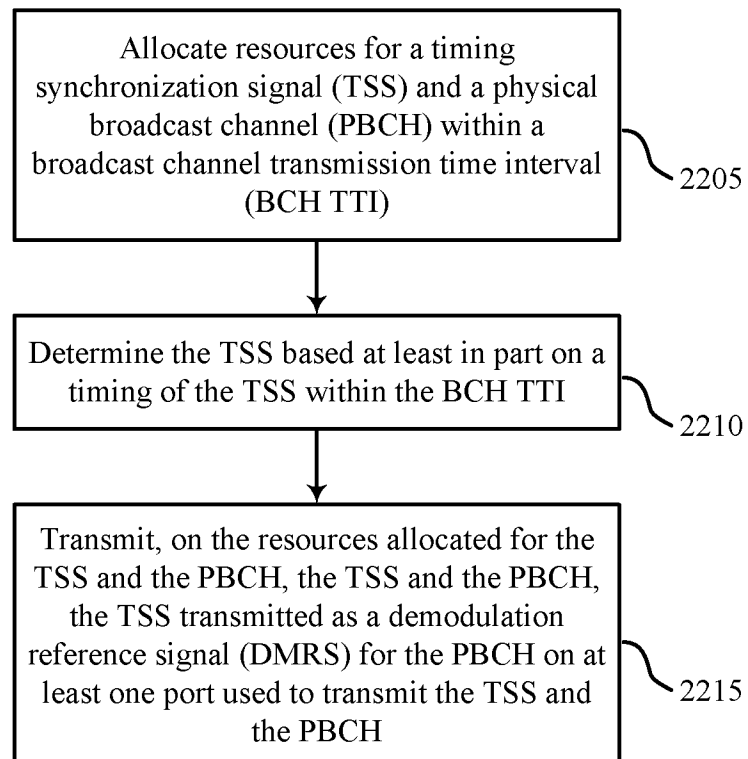 Allocate resources for a timing
synchronization signal (TSS) and a physical
broadcast channel (PBCH) within a
broadcast channel transmission time interval
(BCH TTI)
2205
Determine the TSS based at least in part on a
timing of the TSS within the BCH TTI
2210
Transmit, on the resources allocated for the
TSS and the PBCH, the TSS and the PBCH,
the TSS transmitted as a demodulation
reference signal (DMRS) for the PBCH on at
least one port used to transmit the TSS and
the PBCH
2215